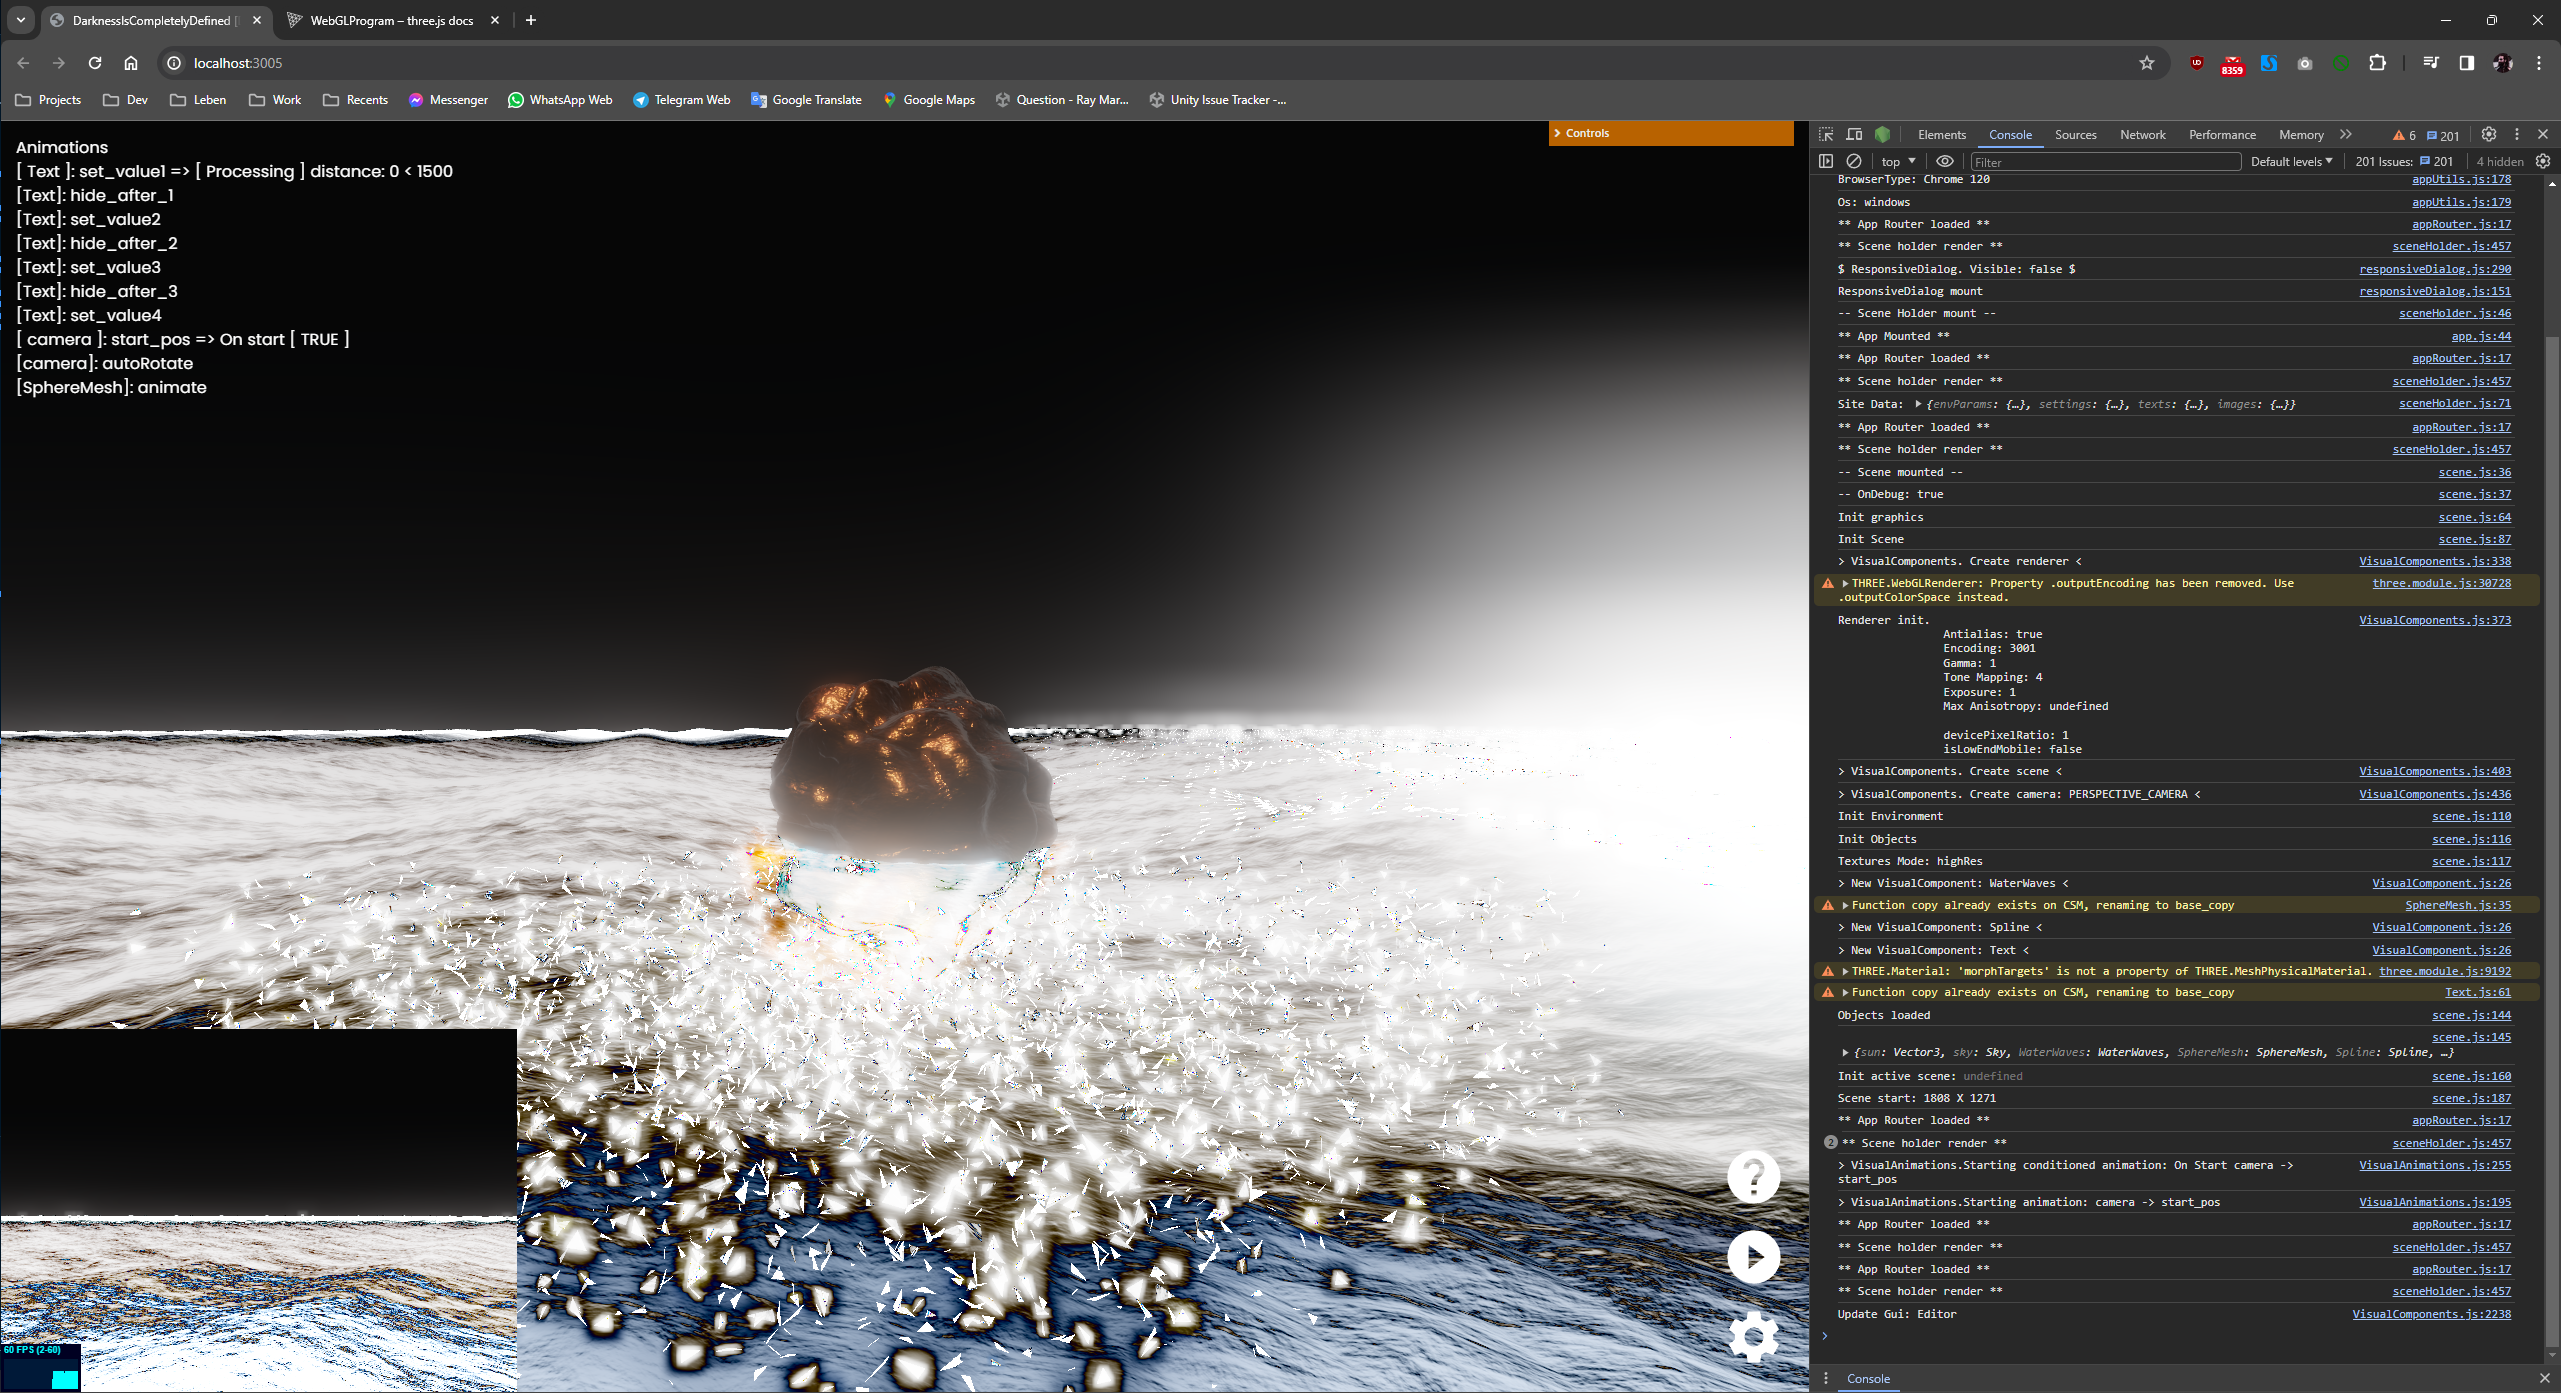 DarknessIsCompletelyDefined
WebGLProgram – three.js docs
localhost:3005
8359
Projects
Dev
Leben
Work
Recents
Messenger
WhatsApp Web
Telegram Web
Google Translate
Google Maps
Question - Ray Mar...
Unity Issue Tracker -...
Animations
[ Text ]: set_value1 => [ Processing ] distance: 0 < 1500
[Text]: hide_after_1
[Text]: set_value2
[Text]: hide_after_2
[Text]: set_value3
[Text]: hide_after_3
[Text]: set_value4
[ camera ]: start_pos => On start [ TRUE ]
[camera]: autoRotate
[SphereMesh]: animate
Controls
60 FPS (2-60)
Elements Console Sources Network Performance Memory 6 201
top Filter Default levels 201 Issues: 201 4 hidden
BrowserType: Chrome 120 appUtils.js:178
Os: windows appUtils.js:179
** App Router loaded ** appRouter.js:17
** Scene holder render ** sceneHolder.js:457
$ ResponsiveDialog. Visible: false $ responsiveDialog.js:290
ResponsiveDialog mount responsiveDialog.js:151
-- Scene Holder mount -- sceneHolder.js:46
** App Mounted ** app.js:44
** App Router loaded ** appRouter.js:17
** Scene holder render ** sceneHolder.js:457
Site Data: {envParams: {…}, settings: {…}, texts: {…}, images: {…}} sceneHolder.js:71
** App Router loaded ** appRouter.js:17
** Scene holder render ** sceneHolder.js:457
-- Scene mounted -- scene.js:36
-- OnDebug: true scene.js:37
Init graphics scene.js:64
Init Scene scene.js:87
> VisualComponents. Create renderer < VisualComponents.js:338
THREE.WebGLRenderer: Property .outputEncoding has been removed. Use three.module.js:30728
.outputColorSpace instead.
Renderer init. VisualComponents.js:373
Antialias: true
Encoding: 3001
Gamma: 1
Tone Mapping: 4
Exposure: 1
Max Anisotropy: undefined
devicePixelRatio: 1
isLowEndMobile: false
> VisualComponents. Create scene < VisualComponents.js:403
> VisualComponents. Create camera: PERSPECTIVE_CAMERA < VisualComponents.js:436
Init Environment scene.js:110
Init Objects scene.js:116
Textures Mode: highRes scene.js:117
> New VisualComponent: WaterWaves < VisualComponent.js:26
Function copy already exists on CSM, renaming to base_copy SphereMesh.js:35
> New VisualComponent: Spline < VisualComponent.js:26
> New VisualComponent: Text < VisualComponent.js:26
THREE.Material: 'morphTargets' is not a property of THREE.MeshPhysicalMaterial. three.module.js:9192
Function copy already exists on CSM, renaming to base_copy Text.js:61
Objects loaded scene.js:144
scene.js:145
{sun: Vector3, sky: Sky, WaterWaves: WaterWaves, SphereMesh: SphereMesh, Spline: Spline, …}
Init active scene: undefined scene.js:160
Scene start: 1808 X 1271 scene.js:187
** App Router loaded ** appRouter.js:17
2 ** Scene holder render ** sceneHolder.js:457
> VisualAnimations.Starting conditioned animation: On Start camera -> VisualAnimations.js:255
start_pos
> VisualAnimations.Starting animation: camera -> start_pos VisualAnimations.js:195
** App Router loaded ** appRouter.js:17
** Scene holder render ** sceneHolder.js:457
** App Router loaded ** appRouter.js:17
** Scene holder render ** sceneHolder.js:457
Update Gui: Editor VisualComponents.js:2238
Console